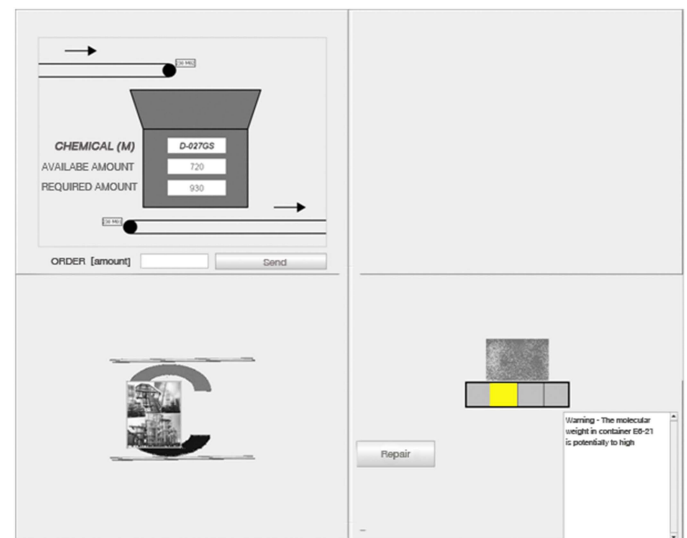 CHEMICAL (M)
D-027GS
AVAILABE AMOUNT
720
REQUIRED AMOUNT
930
ORDER [amount]
Send
Repair
Warning - The molecular
weight in container E6-21
is potentially to high